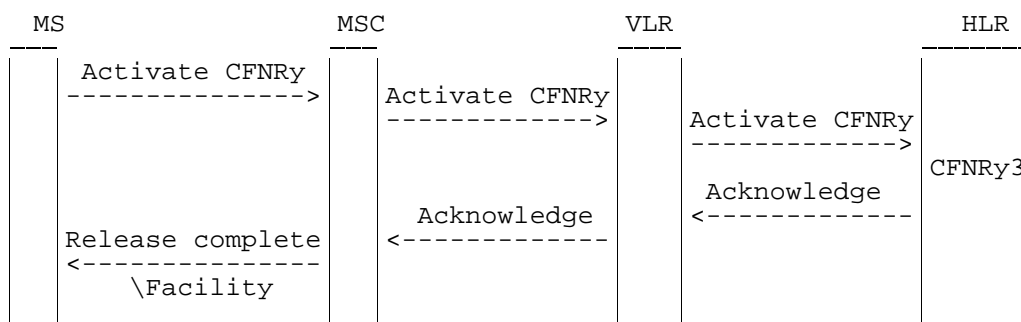 MS MSC VLR HLR
Activate CFNRy
--------------->
Activate CFNRy
------------->
Activate CFNRy
------------->
CFNRy3
Acknowledge
<-------------
Acknowledge
<-------------
Release complete
<---------------
\Facility